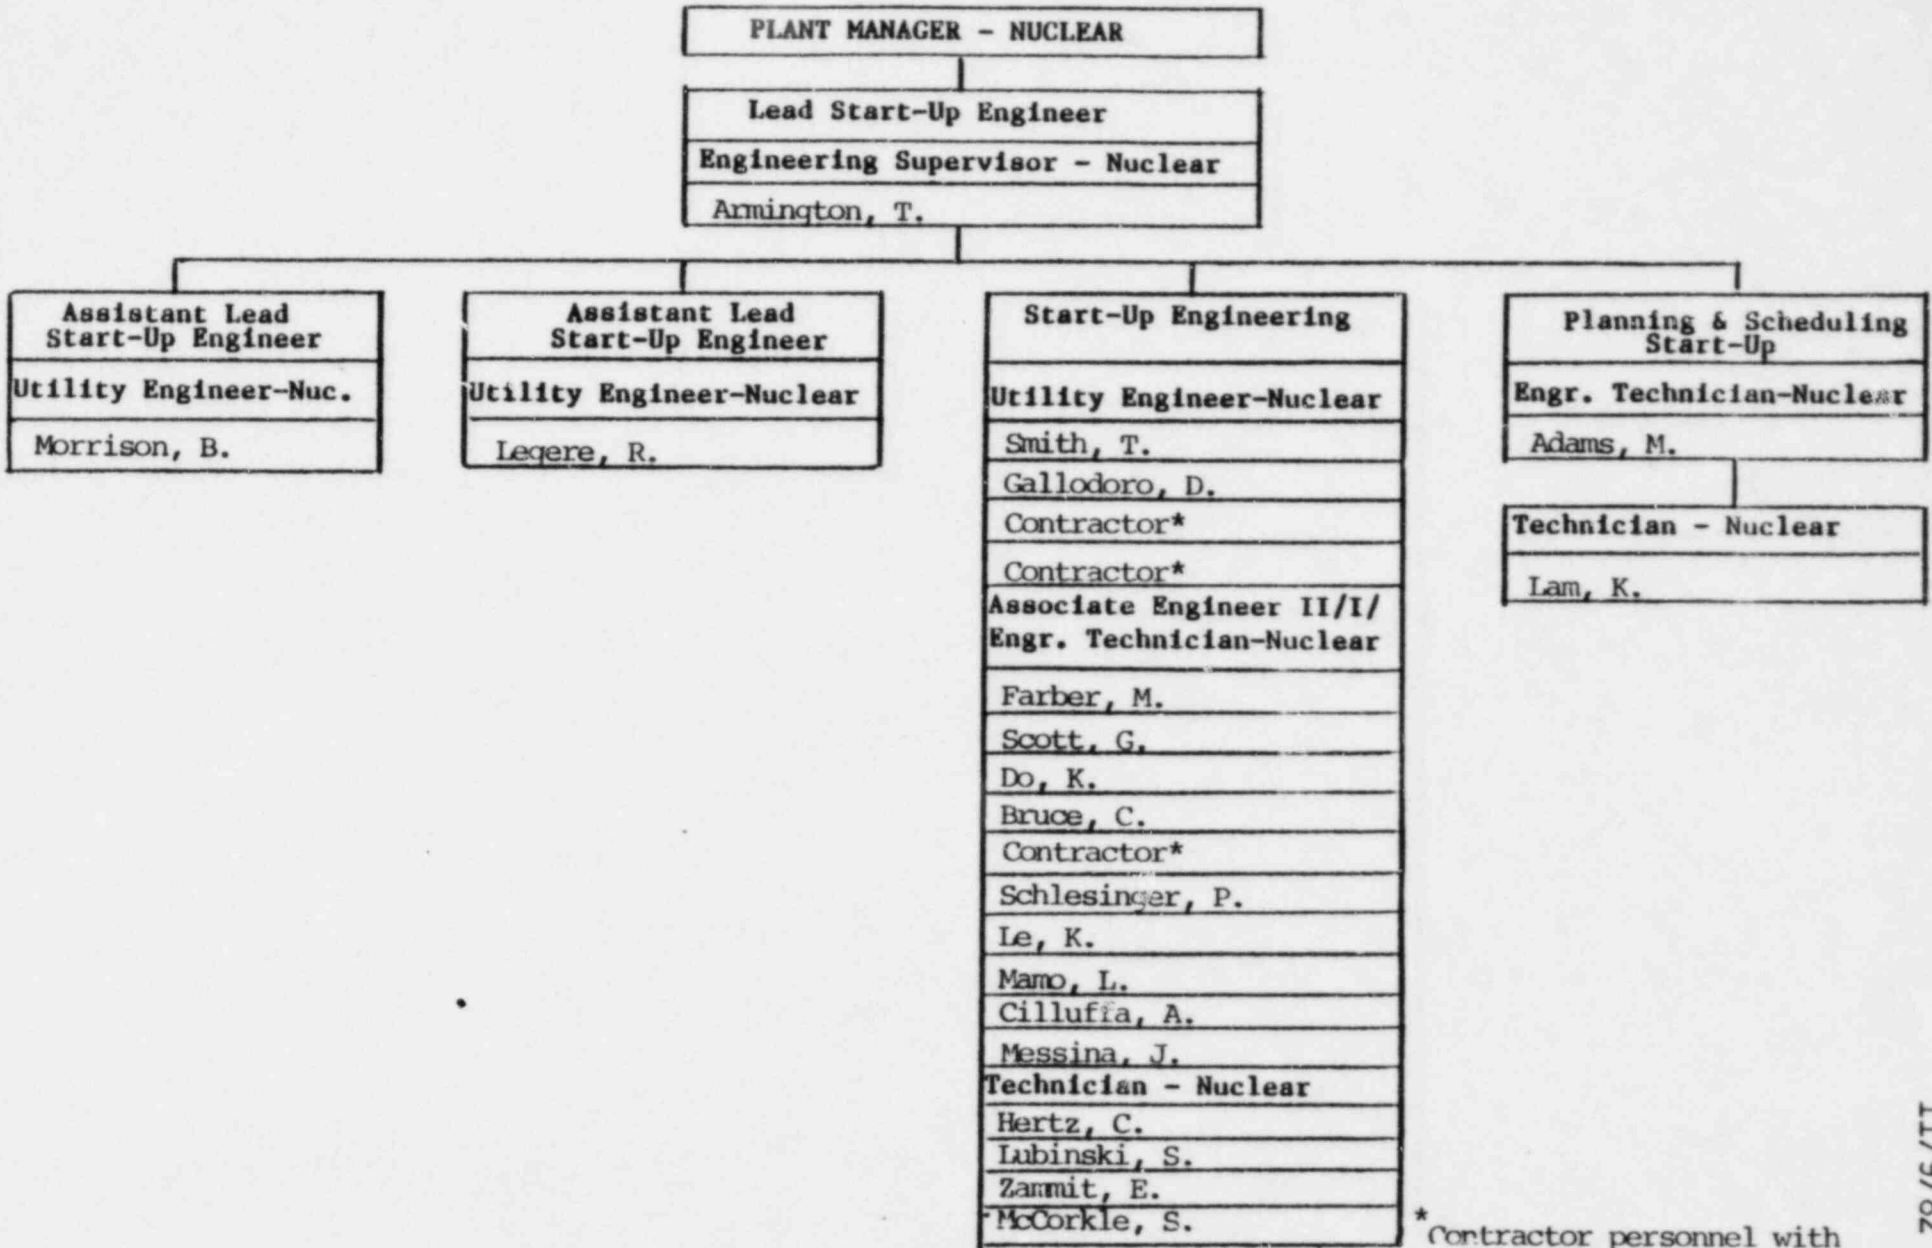 PLANT MANAGER - NUCLEAR
Lead Start-Up Engineer
Engineering Supervisor - Nuclear
Armington, T.
Assistant Lead
Start-Up Engineer
Utility Engineer-Nuc.
Morrison, B.
Assistant Lead
Start-Up Engineer
Utility Engineer-Nuclear
Legere, R.
Start-Up Engineering
Utility Engineer-Nuclear
Smith, T.
Gallodoro, D.
Contractor*
Contractor*
Associate Engineer II/I/
Engr. Technician-Nuclear
Farber, M.
Scott, G.
Do, K.
Bruce, C.
Contractor*
Schlesinger, P.
Le, K.
Mamo, L.
Cilluffa, A.
Messina, J.
Technician - Nuclear
Hertz, C.
Lubinski, S.
Zammit, E.
McCorkle, S.
Planning & Scheduling
Start-Up
Engr. Technician-Nuclear
Adams, M.
Technician - Nuclear
Lam, K.
*Contractor personnel with
11/9/82